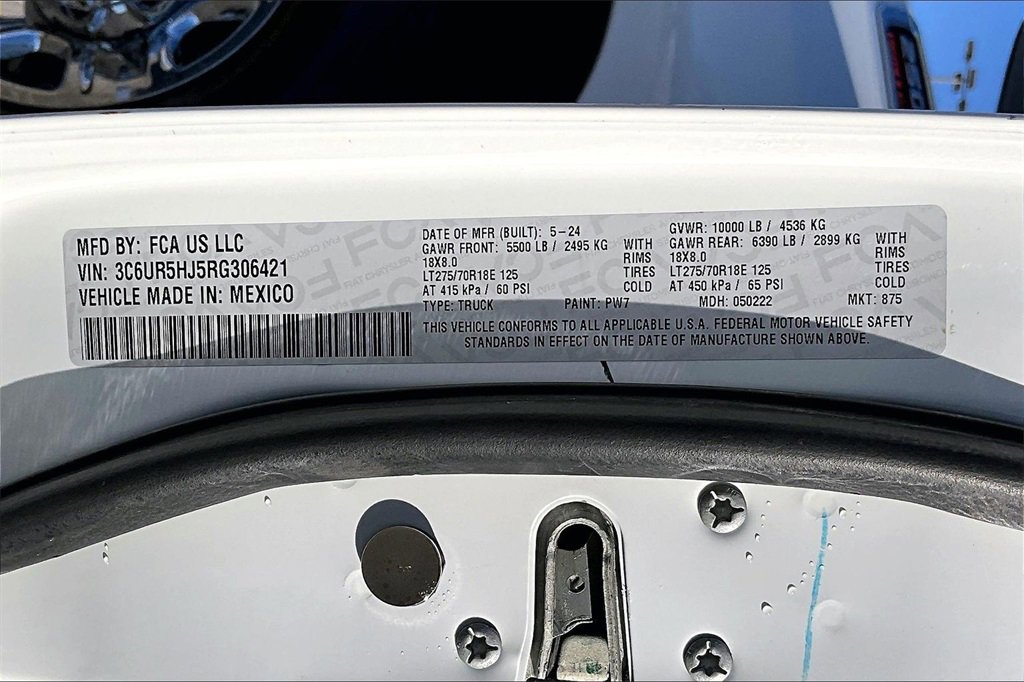 MFD BY: FCA US LLC
VIN: 3C6UR5HJ5RG306421
VEHICLE MADE IN: MEXICO
DATE OF MFR (BUILT): 5-24
GAWR FRONT: 5500 LB / 2495 KG WITH
18X8.0 RIMS
LT275/70R18E 125 TIRES
AT 415 kPa / 60 PSI COLD
TYPE: TRUCK PAINT: PW7
GVWR: 10000 LB / 4536 KG
GAWR REAR: 6390 LB / 2899 KG WITH
18X8.0 RIMS
LT275/70R18E 125 TIRES
AT 450 kPa / 65 PSI COLD
MDH: 050222 MKT: 875
THIS VEHICLE CONFORMS TO ALL APPLICABLE U.S.A. FEDERAL MOTOR VEHICLE SAFETY
STANDARDS IN EFFECT ON THE DATE OF MANUFACTURE SHOWN ABOVE.